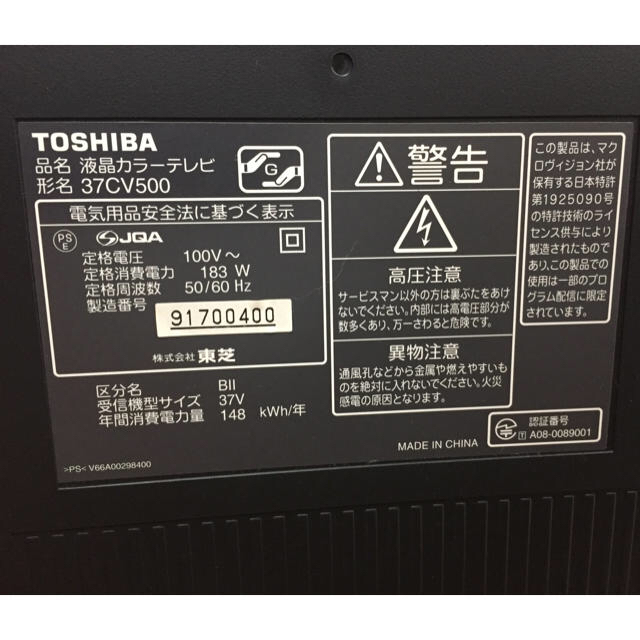 TOSHIBA
品名 液晶カラーテレビ
形名 37CV500
G
電気用品安全法に基づく表示
PS
E
JQA
定格電圧 100V～
定格消費電力 183 W
定格周波数 50/60 Hz
製造番号
91700400
株式会社 東芝
区分名 BII
受信機型サイズ 37V
年間消費電力量 148 kWh/年
>PS< V66A00298400
警告
高圧注意
サービスマン以外の方は裏ぶたをあけ
ないでください。内部には高電圧部分が
数多くあり、万一さわると危険です。
異物注意
通風孔などから金属や燃えやすいも
のを絶対に入れないでください。火災
感電の原因となります。
MADE IN CHINA
この製品は、マク
ロヴィジョン社が
保有する日本特許
第1925090号
の特許技術のライ
センス供与により
製造されたもので
あり、この製品での
使用は一部のプロ
グラム配信に限定
されています。
認証番号
T A08-0089001